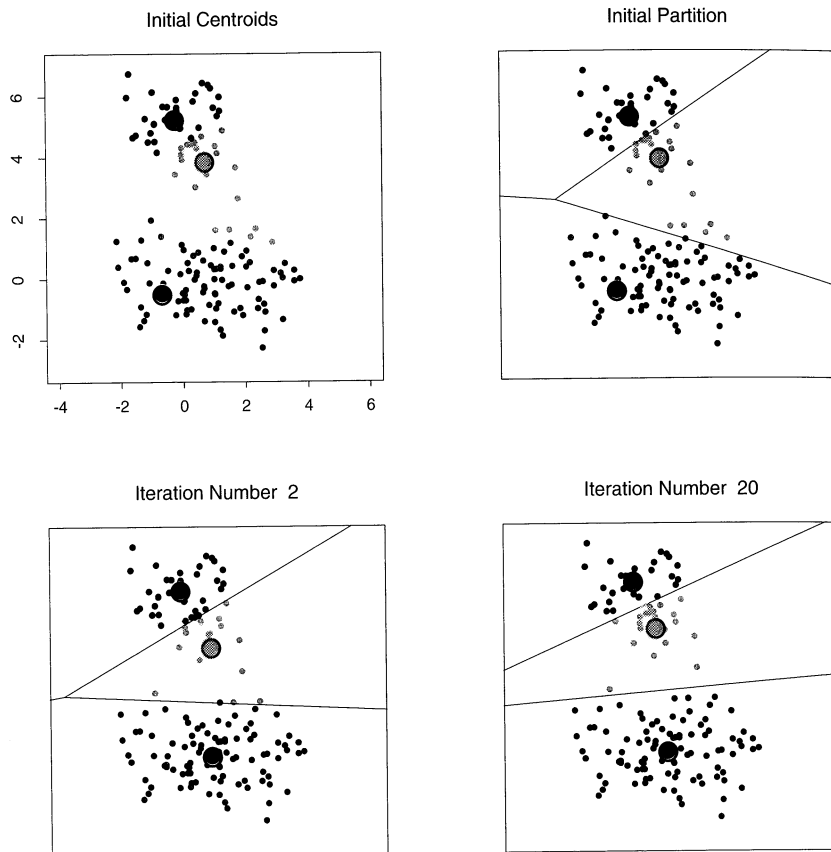 Initial Centroids
Initial Partition
6
4
2
0
-2
-4 -2 0 2 4 6
Iteration Number 2
Iteration Number 20